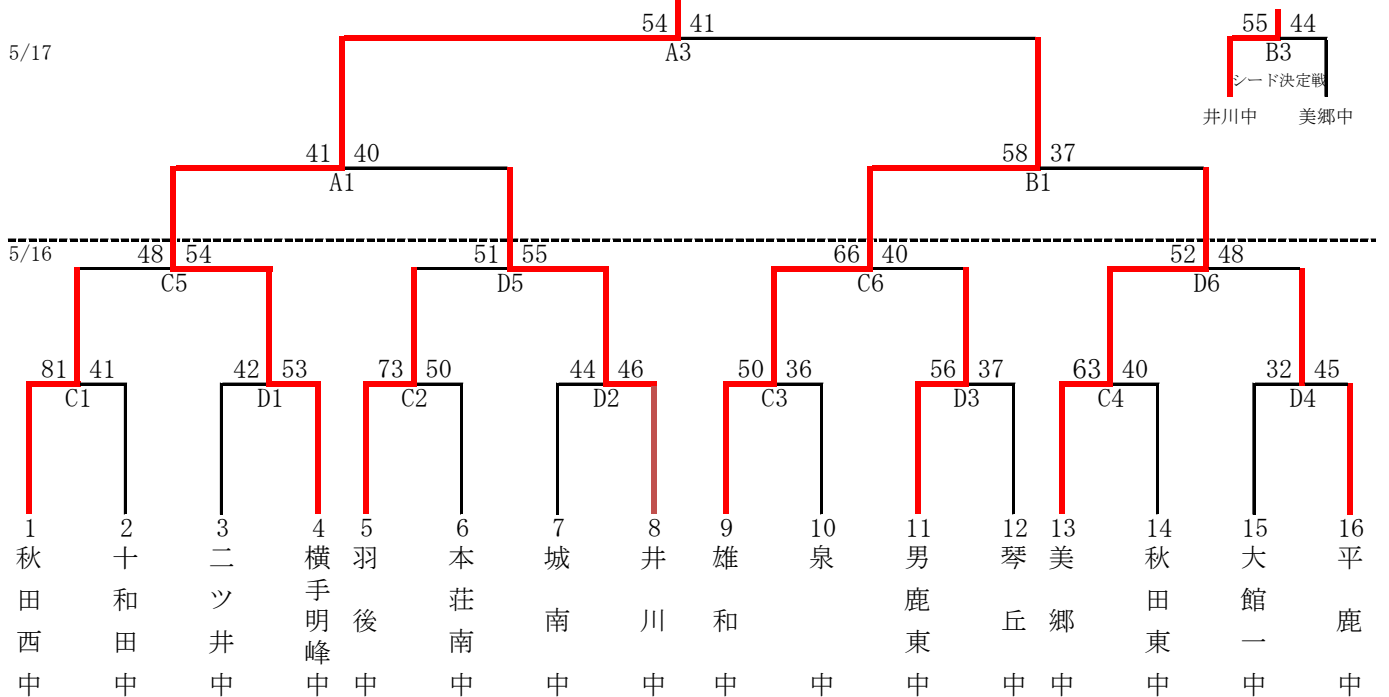 54 41
A3
5/17
55 44
B3
シード決定戦
井川中 美郷中
41 40
A1
58 37
B1
5/16
48 54
C5
51 55
D5
66 40
C6
52 48
D6
81 41
C1
42 53
D1
73 50
C2
44 46
D2
50 36
C3
56 37
D3
63 40
C4
32 45
D4
1 秋田西中
2 十和田中
3 二ツ井中
4 横手明峰中
5 羽後中
6 本荘南中
7 城南中
8 井川中
9 雄和中
10 泉中
11 男鹿東中
12 琴丘中
13 美郷中
14 秋田東中
15 大館一中
16 平鹿中